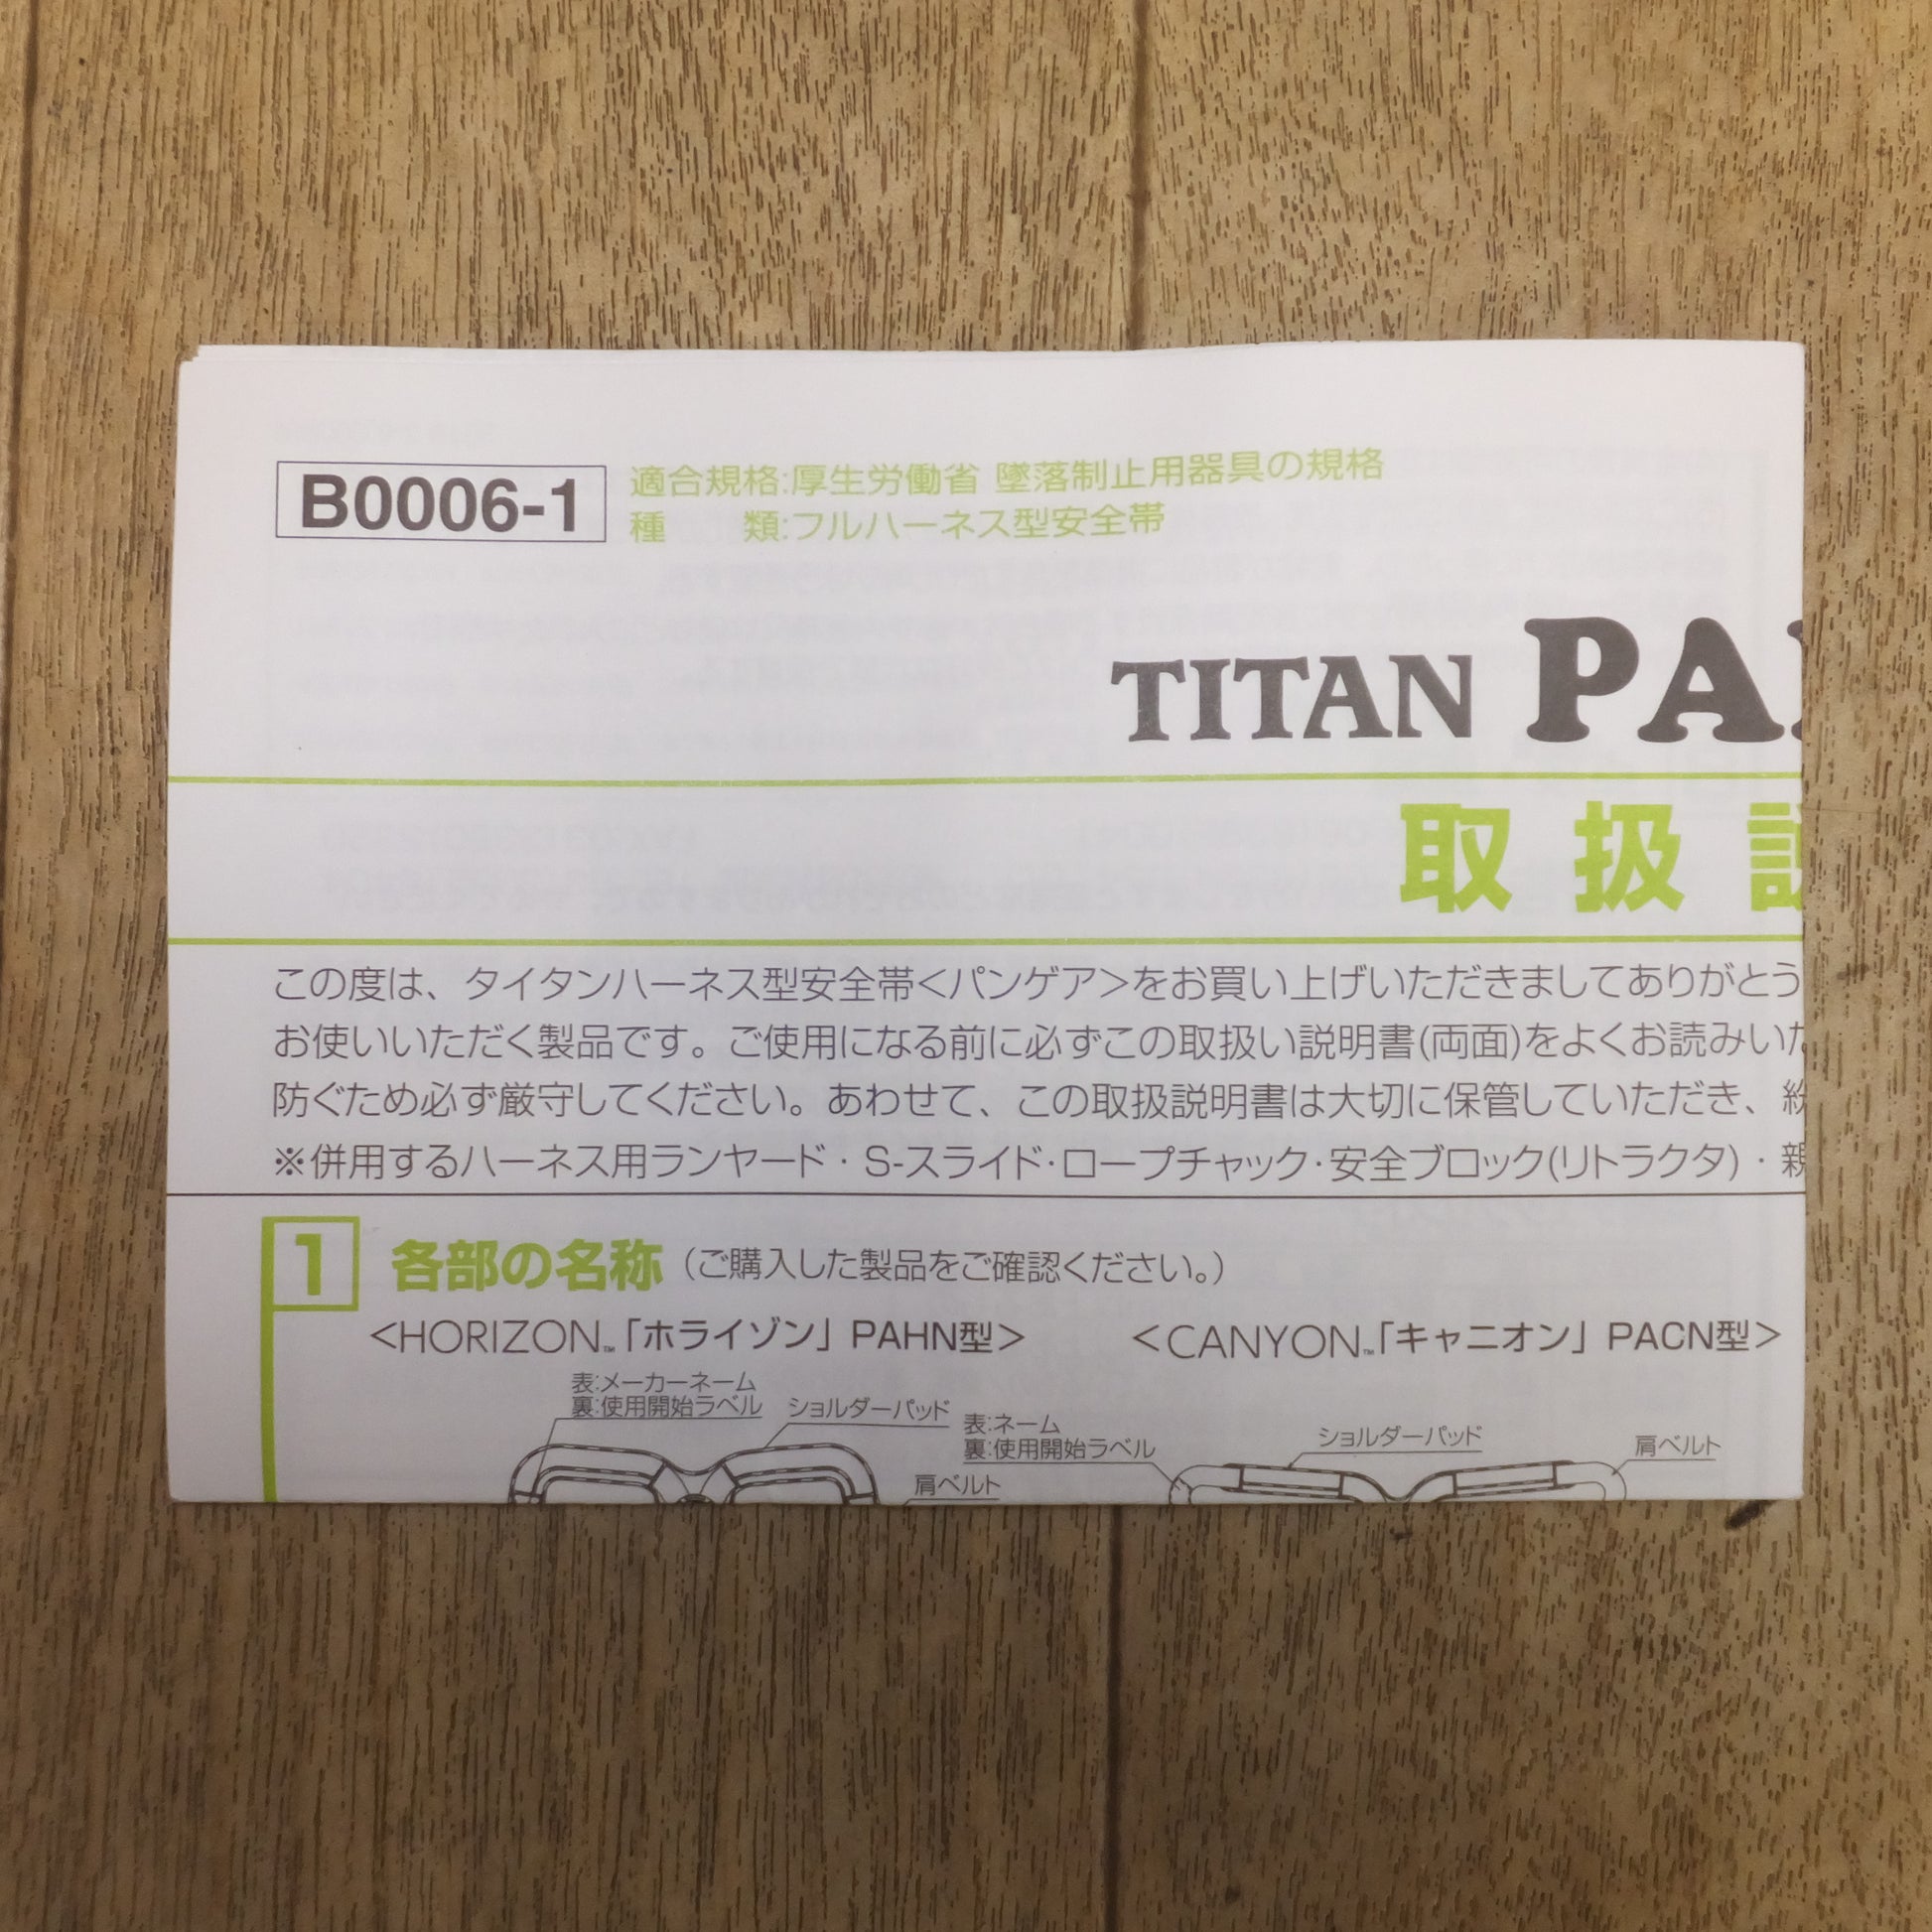 B0006-1
適合規格:厚生労働省 墜落制止用器具の規格
種 類:フルハーネス型安全帯
TITAN PA
取扱説
この度は、タイタンハーネス型安全帯<パンゲア>をお買い上げいただきましてありがとう
お使いいただく製品です。ご使用になる前に必ずこの取扱い説明書(両面)をよくお読みいた
防ぐため必ず厳守してください。あわせて、この取扱説明書は大切に保管していただき、
※併用するハーネス用ランヤード・S-スライド・ロープチャック・安全ブロック(リトラクタ)・親
1 各部の名称(ご購入した製品をご確認ください。)
<HORIZON™「ホライゾン」PAHN型> <CANYON™「キャニオン」PACN型>
表:メーカーネーム
裏:使用開始ラベル
ショルダーパッド
肩ベルト
表:ネーム
裏:使用開始ラベル
ショルダーパッド
肩ベルト